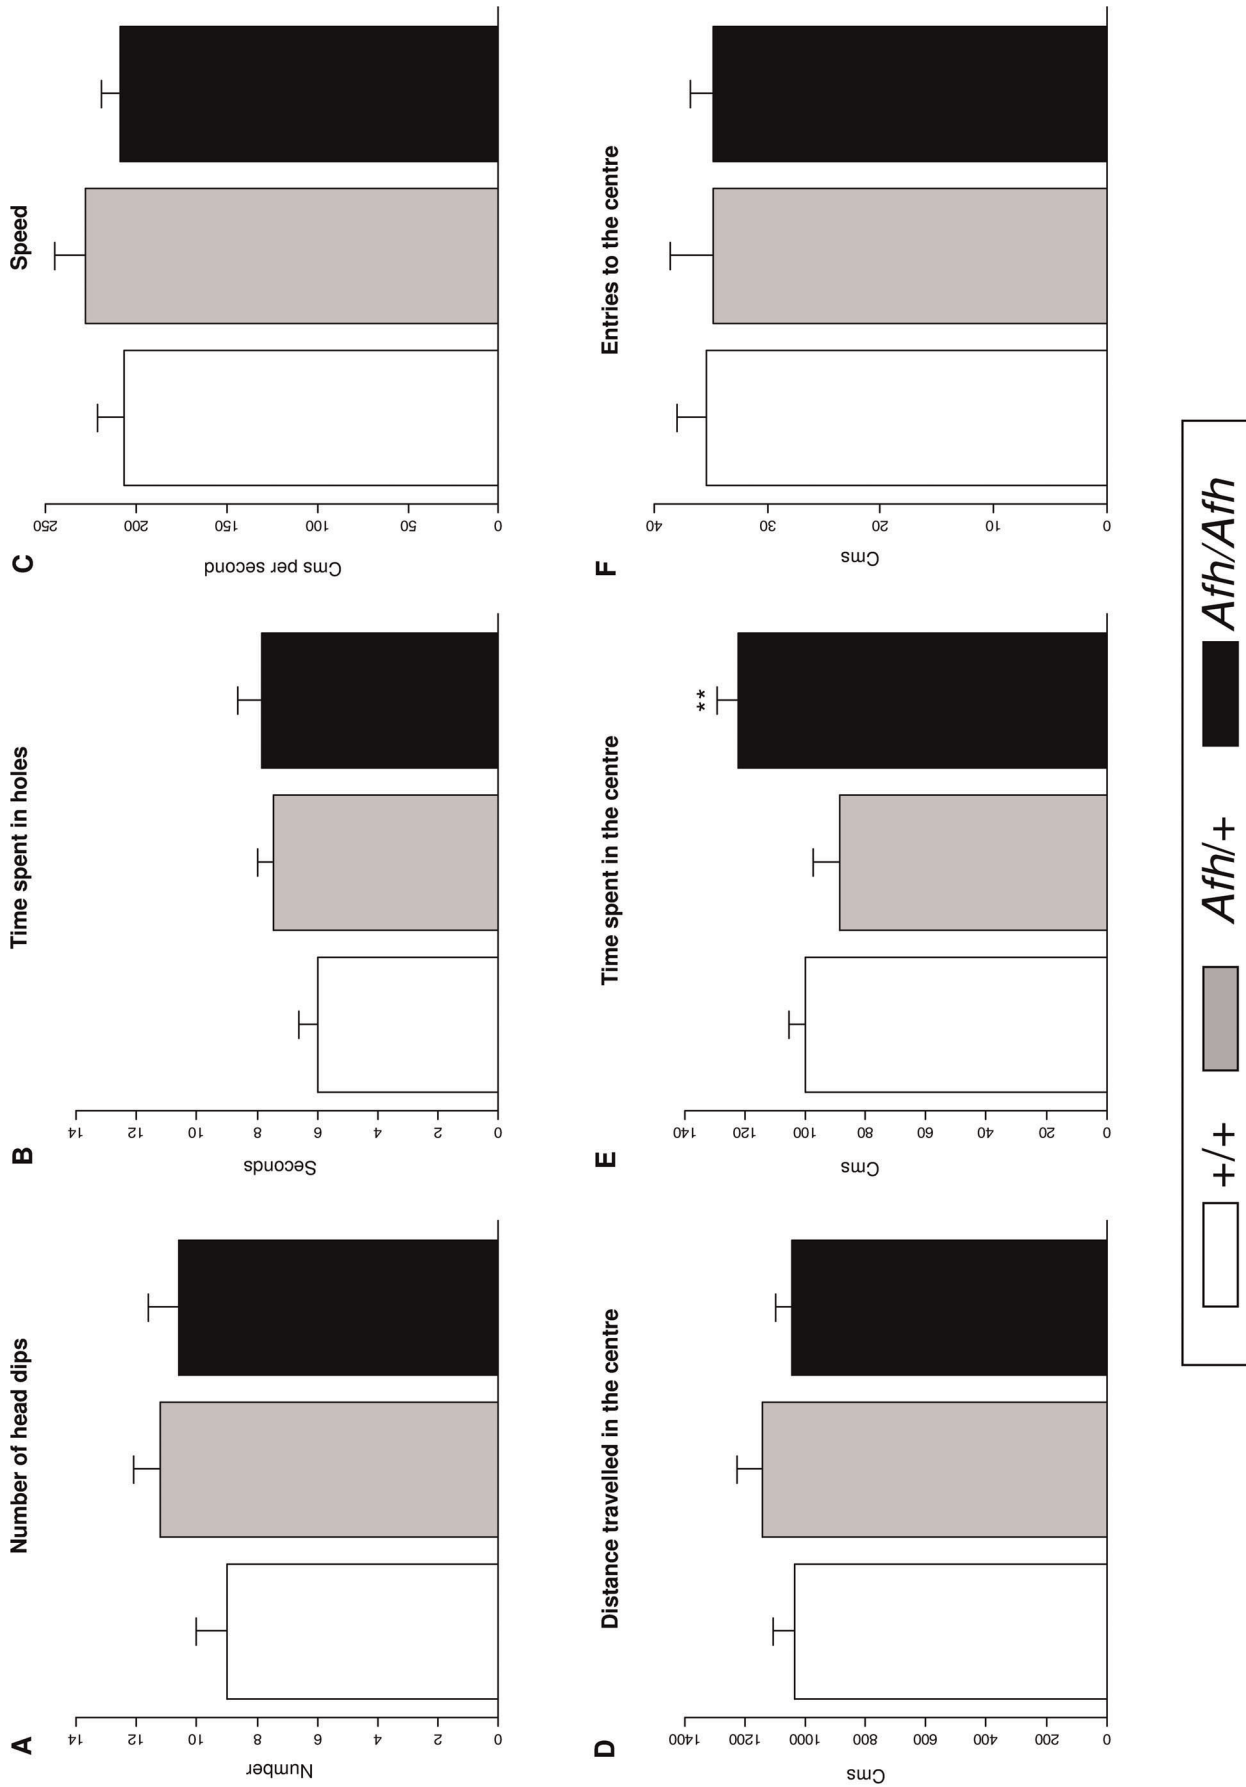 A
Number of head dips
Number
14
12
10
8
6
4
2
0
B
Time spent in holes
Seconds
14
12
10
8
6
4
2
0
C
Speed
Cms per second
250
200
150
100
50
0
D
Distance travelled in the centre
Cms
1400
1200
1000
800
600
400
200
0
E
Time spent in the centre
Cms
140
120
100
80
60
40
20
0
**
F
Entries to the centre
Cms
40
30
20
10
0
+/+ Afh/+ Afh/Afh